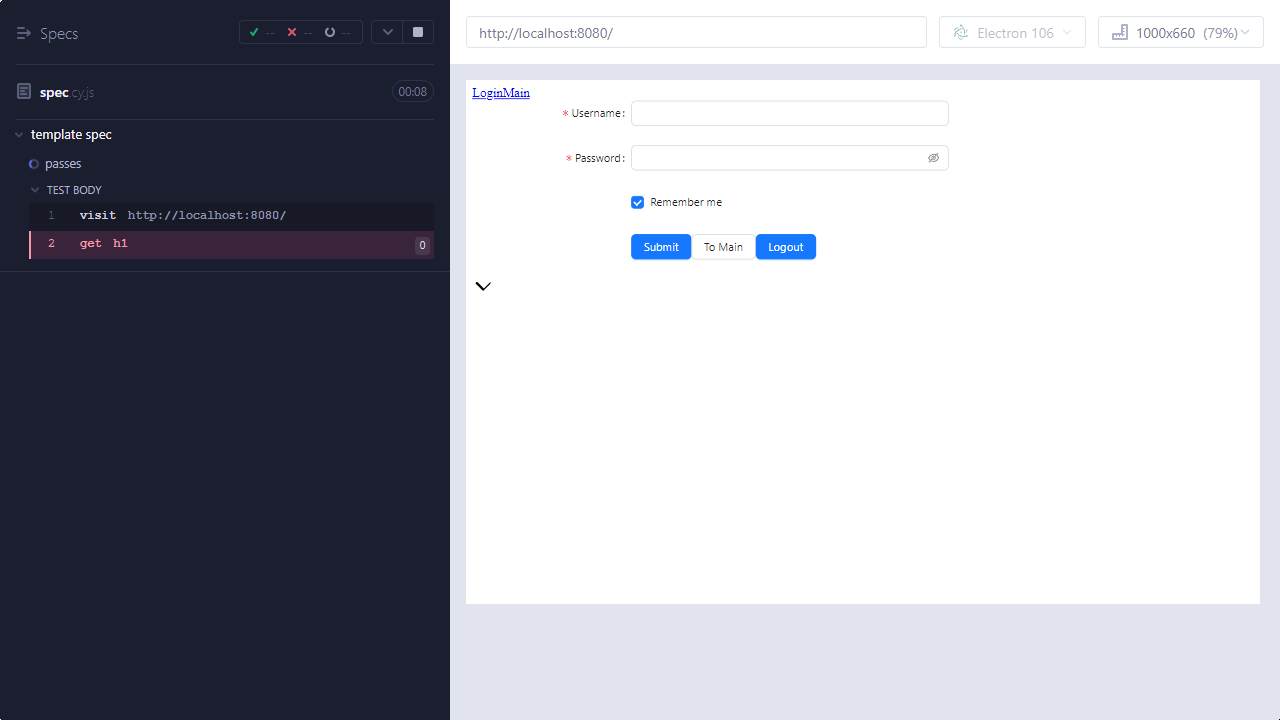 Specs
-- -- --
http://localhost:8080/
Electron 106
1000x660 (79%)
spec.cy.js
00:08
template spec
passes
TEST BODY
1 visit http://localhost:8080/
2 get h1 0
LoginMain
* Username:
* Password:
Remember me
Submit To Main Logout